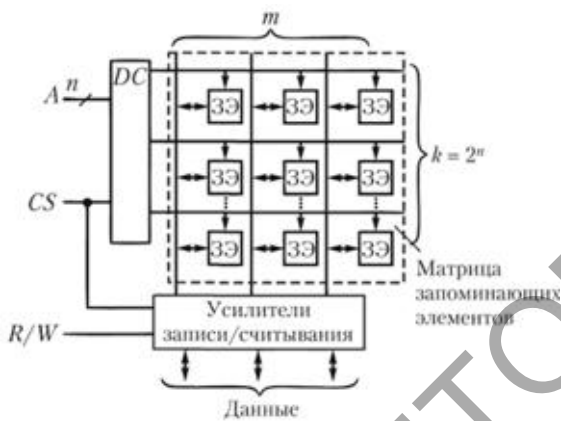 m
DC
n
A
ЗЭ ЗЭ ЗЭ
k = 2ⁿ
ЗЭ ЗЭ ЗЭ
CS
ЗЭ ЗЭ ЗЭ
Матрица
запоминающих
элементов
Усилители
записи/считывания
R/W
Данные